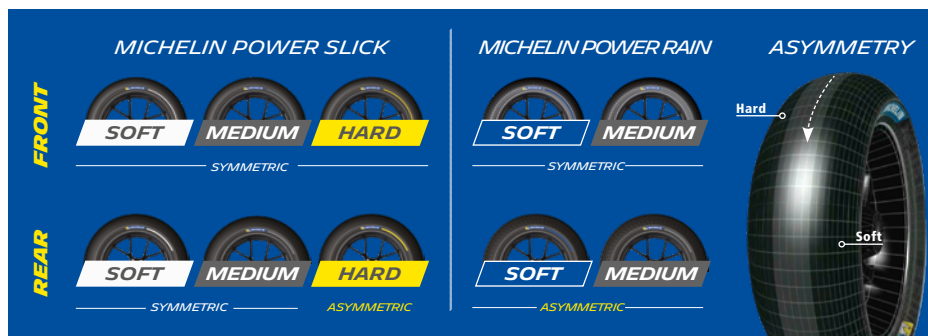 MICHELIN POWER SLICK
MICHELIN POWER RAIN
ASYMMETRY
FRONT
SOFT
MEDIUM
HARD
SYMMETRIC
SOFT
MEDIUM
SYMMETRIC
Hard
Soft
REAR
SOFT
MEDIUM
HARD
SYMMETRIC
ASYMMETRIC
SOFT
MEDIUM
ASYMMETRIC